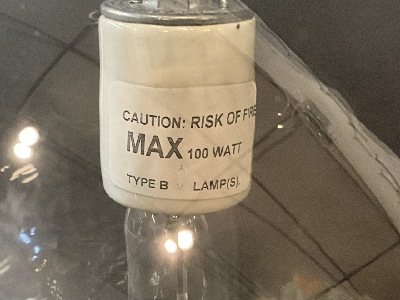 CAUTION: RISK OF FIRE
MAX 100 WATT
TYPE B LAMP(S).